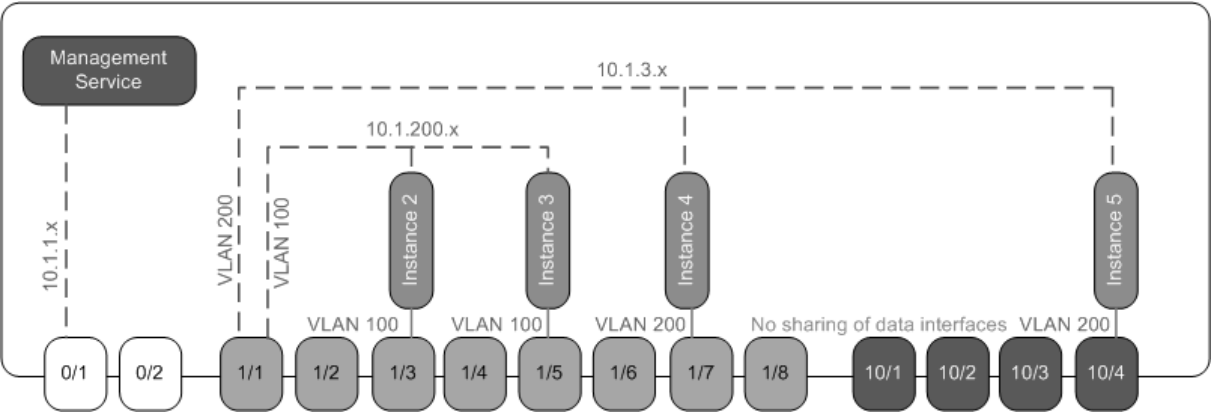 Management
Service
10.1.3.x
10.1.200.x
10.1.1.x
VLAN 200
VLAN 100
Instance 2
Instance 3
Instance 4
Instance 5
VLAN 100
VLAN 100
VLAN 200
No sharing of data interfaces
VLAN 200
0/1
0/2
1/1
1/2
1/3
1/4
1/5
1/6
1/7
1/8
10/1
10/2
10/3
10/4